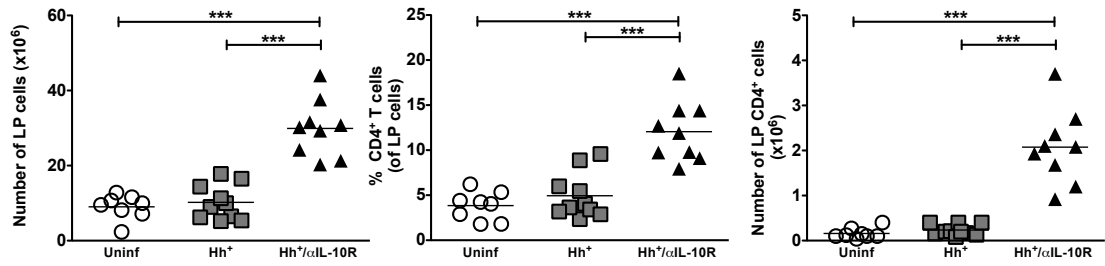 Number of LP cells (x10⁶)
60
40
20
0
***
***
Uninf
Hh⁺
Hh⁺/αIL-10R
% CD4⁺ T cells
(of LP cells)
25
20
15
10
5
0
***
***
Uninf
Hh⁺
Hh⁺/αIL-10R
Number of LP CD4⁺ cells
(x10⁶)
5
4
3
2
1
0
***
***
Uninf
Hh⁺
Hh⁺/αIL-10R